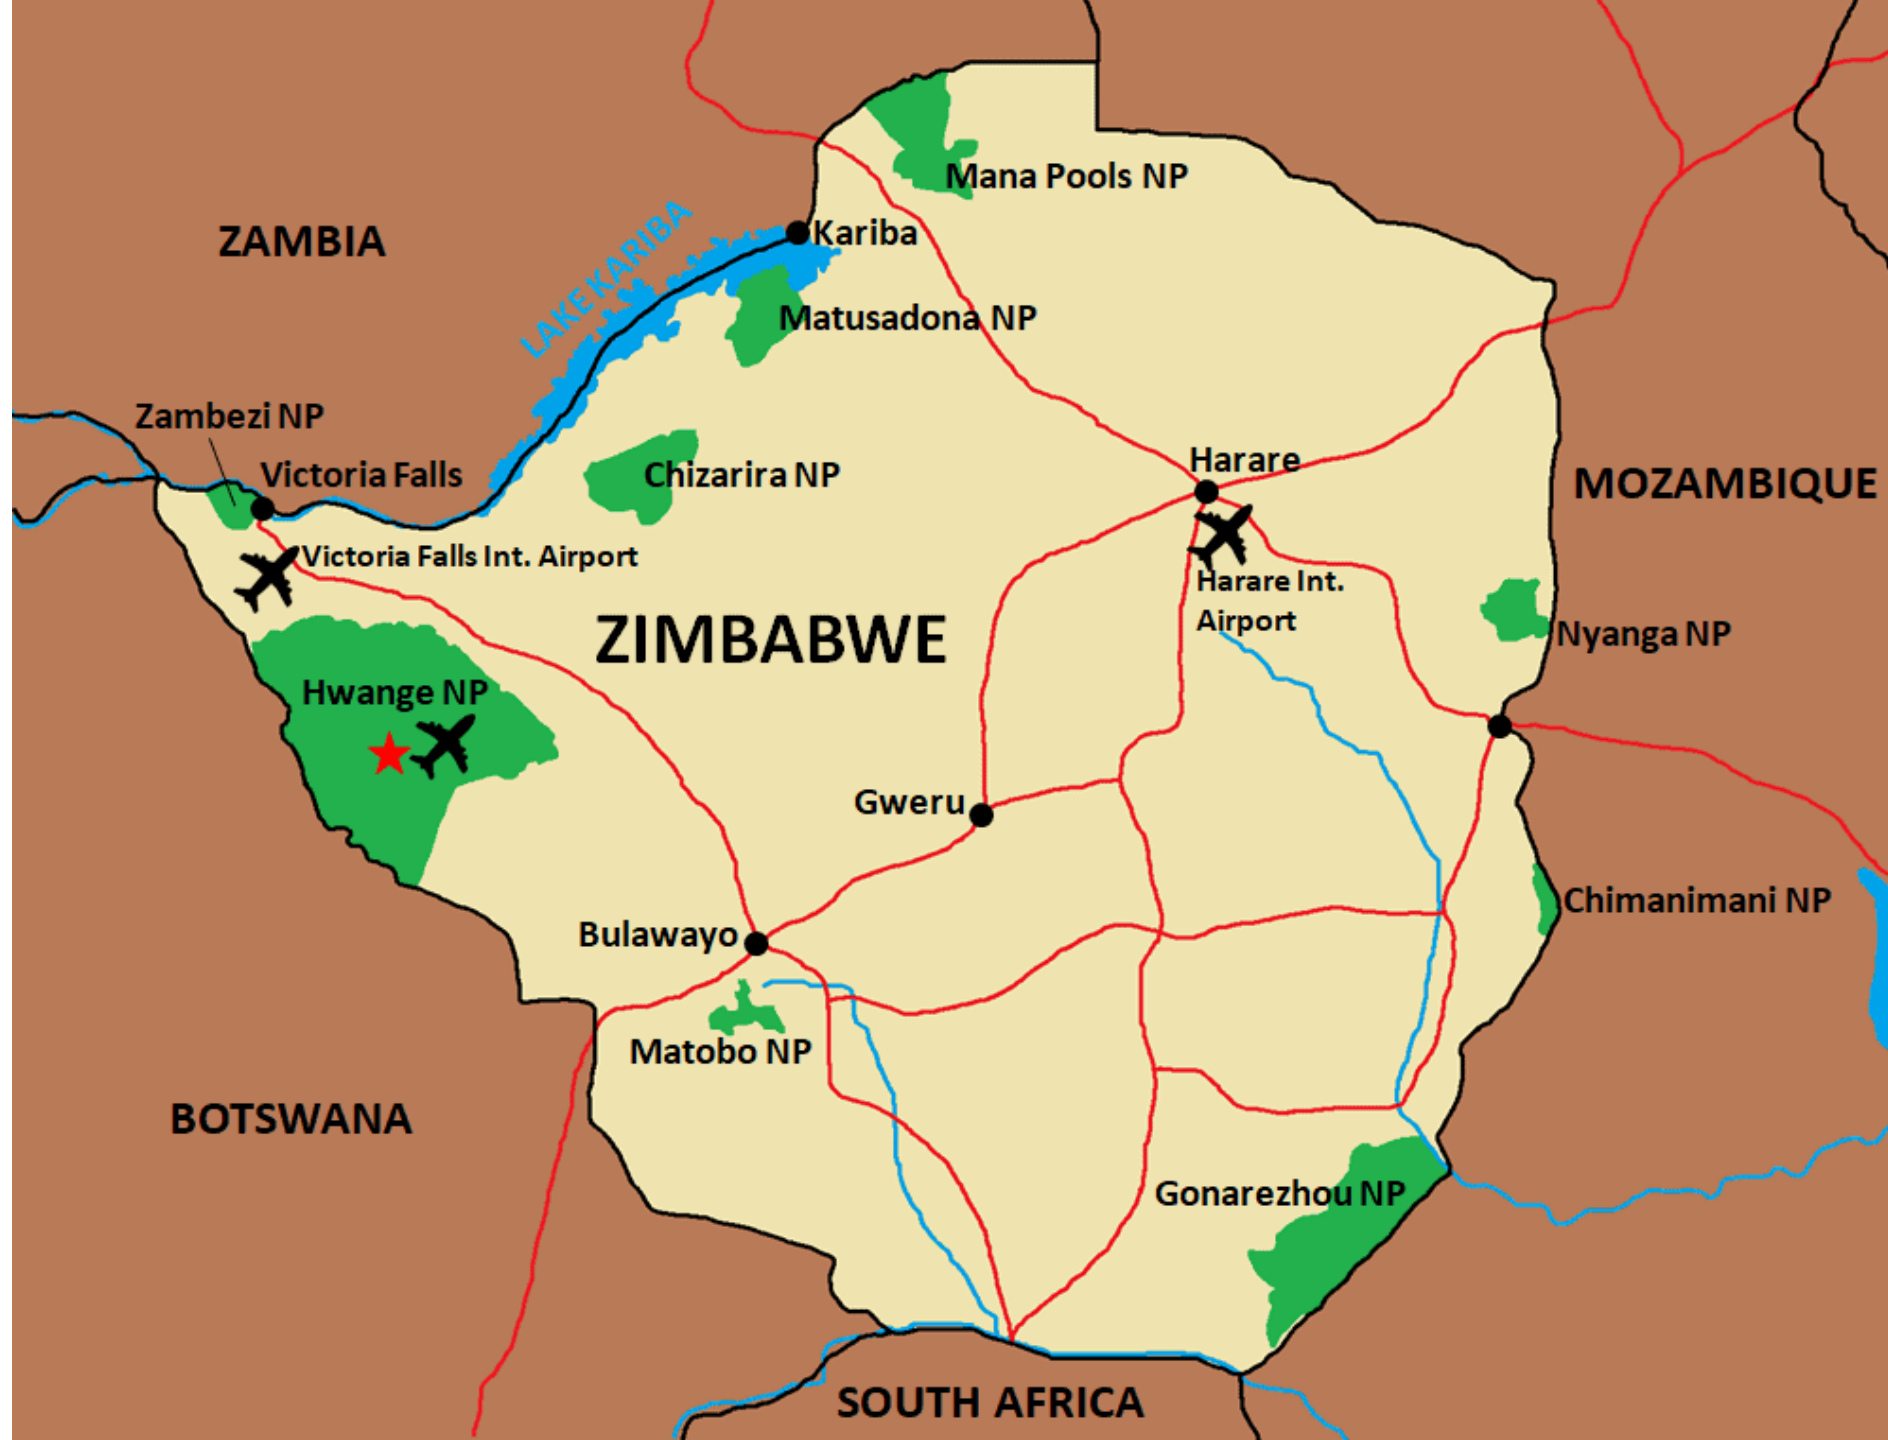 Mana Pools NP
ZAMBIA
Kariba
LAKE KARIBA
Matusadona NP
Zambezi NP
Victoria Falls
Chizarira NP
Harare
MOZAMBIQUE
Victoria Falls Int. Airport
Harare Int.
Airport
ZIMBABWE
Nyanga NP
Hwange NP
Gweru
Chimanimani NP
Bulawayo
Matobo NP
BOTSWANA
Gonarezhou NP
SOUTH AFRICA